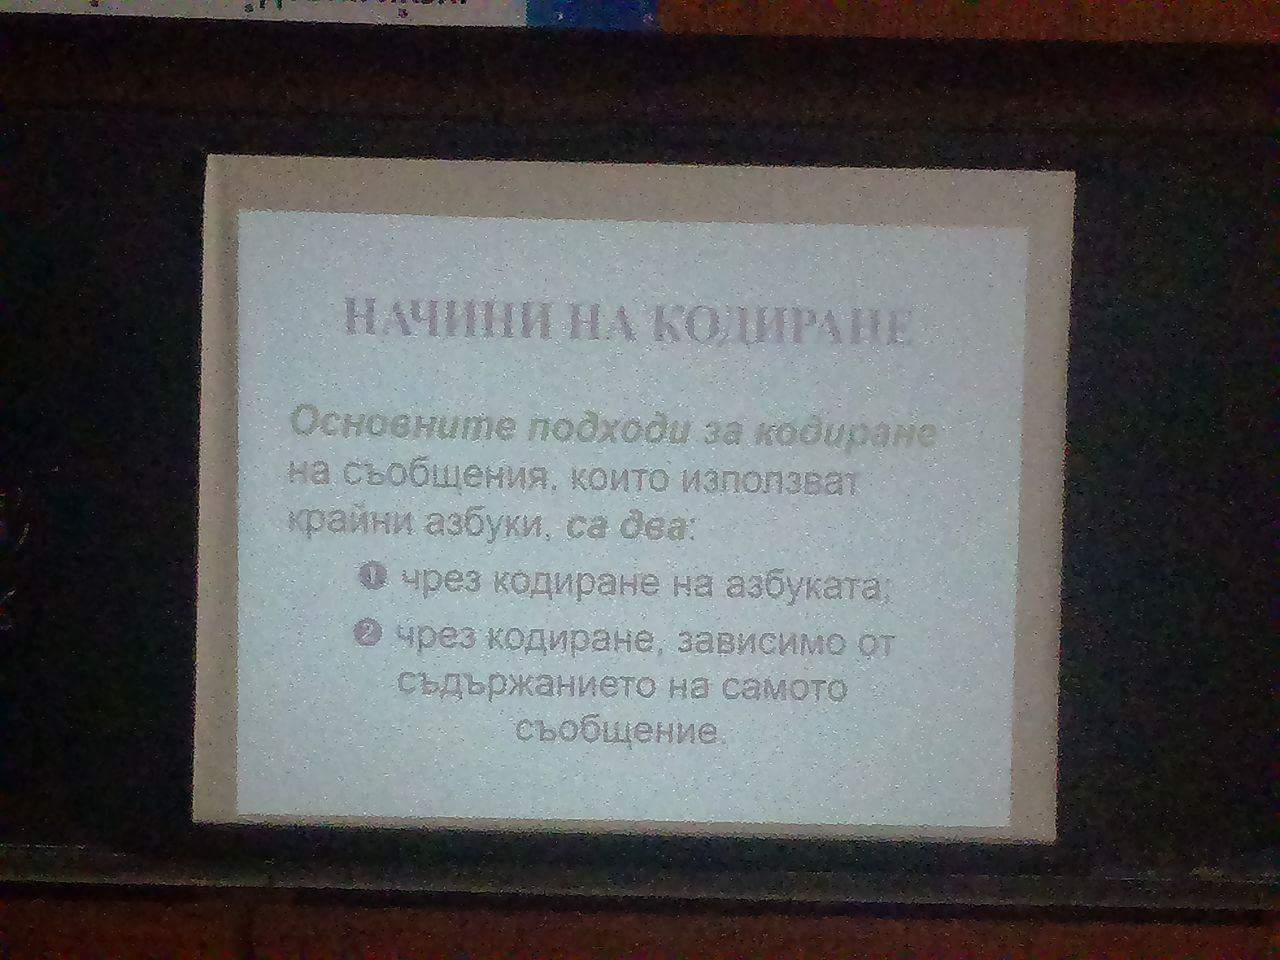 НАЧИНИ НА КОДИРАНЕ
Основните подходи за кодиране
на съобщения, които използват
крайни азбуки, са два:
❶ чрез кодиране на азбуката;
❷ чрез кодиране, зависимо от
съдържанието на самото
съобщение.